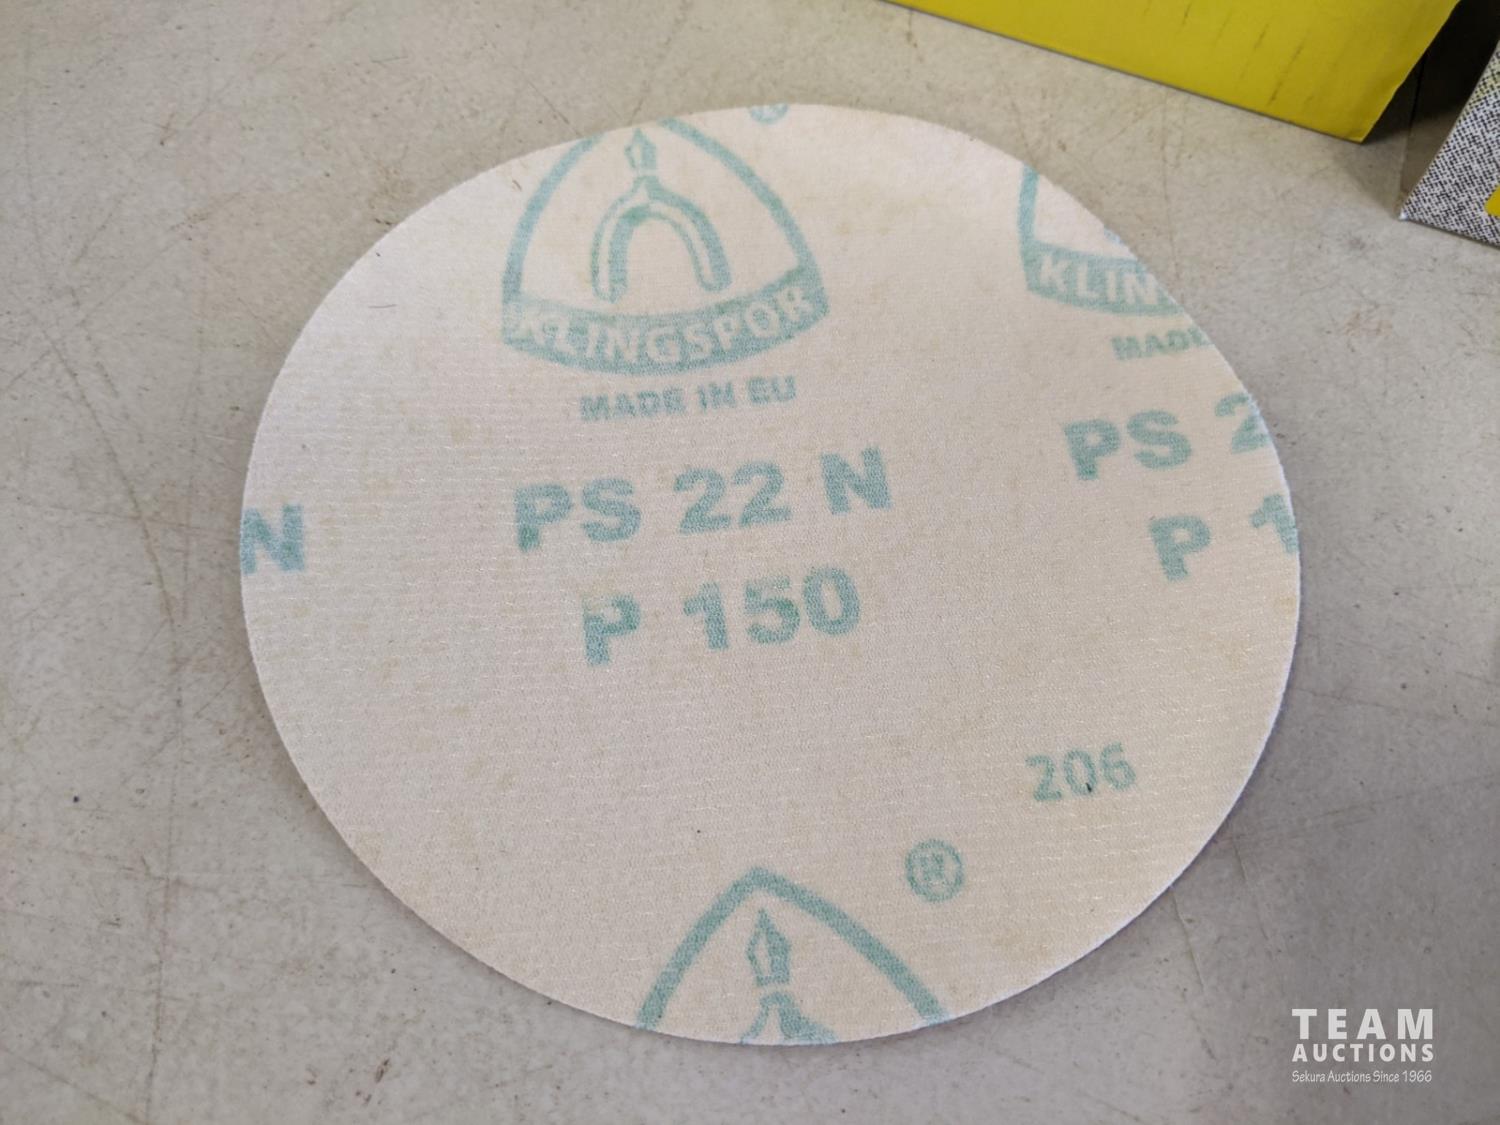 KLINGSPOR
MADE IN EU
PS 22 N
P 150
KLIN
MADE
PS 2
P 1
N
206
®
TEAM
AUCTIONS
Sekura Auctions Since 1966